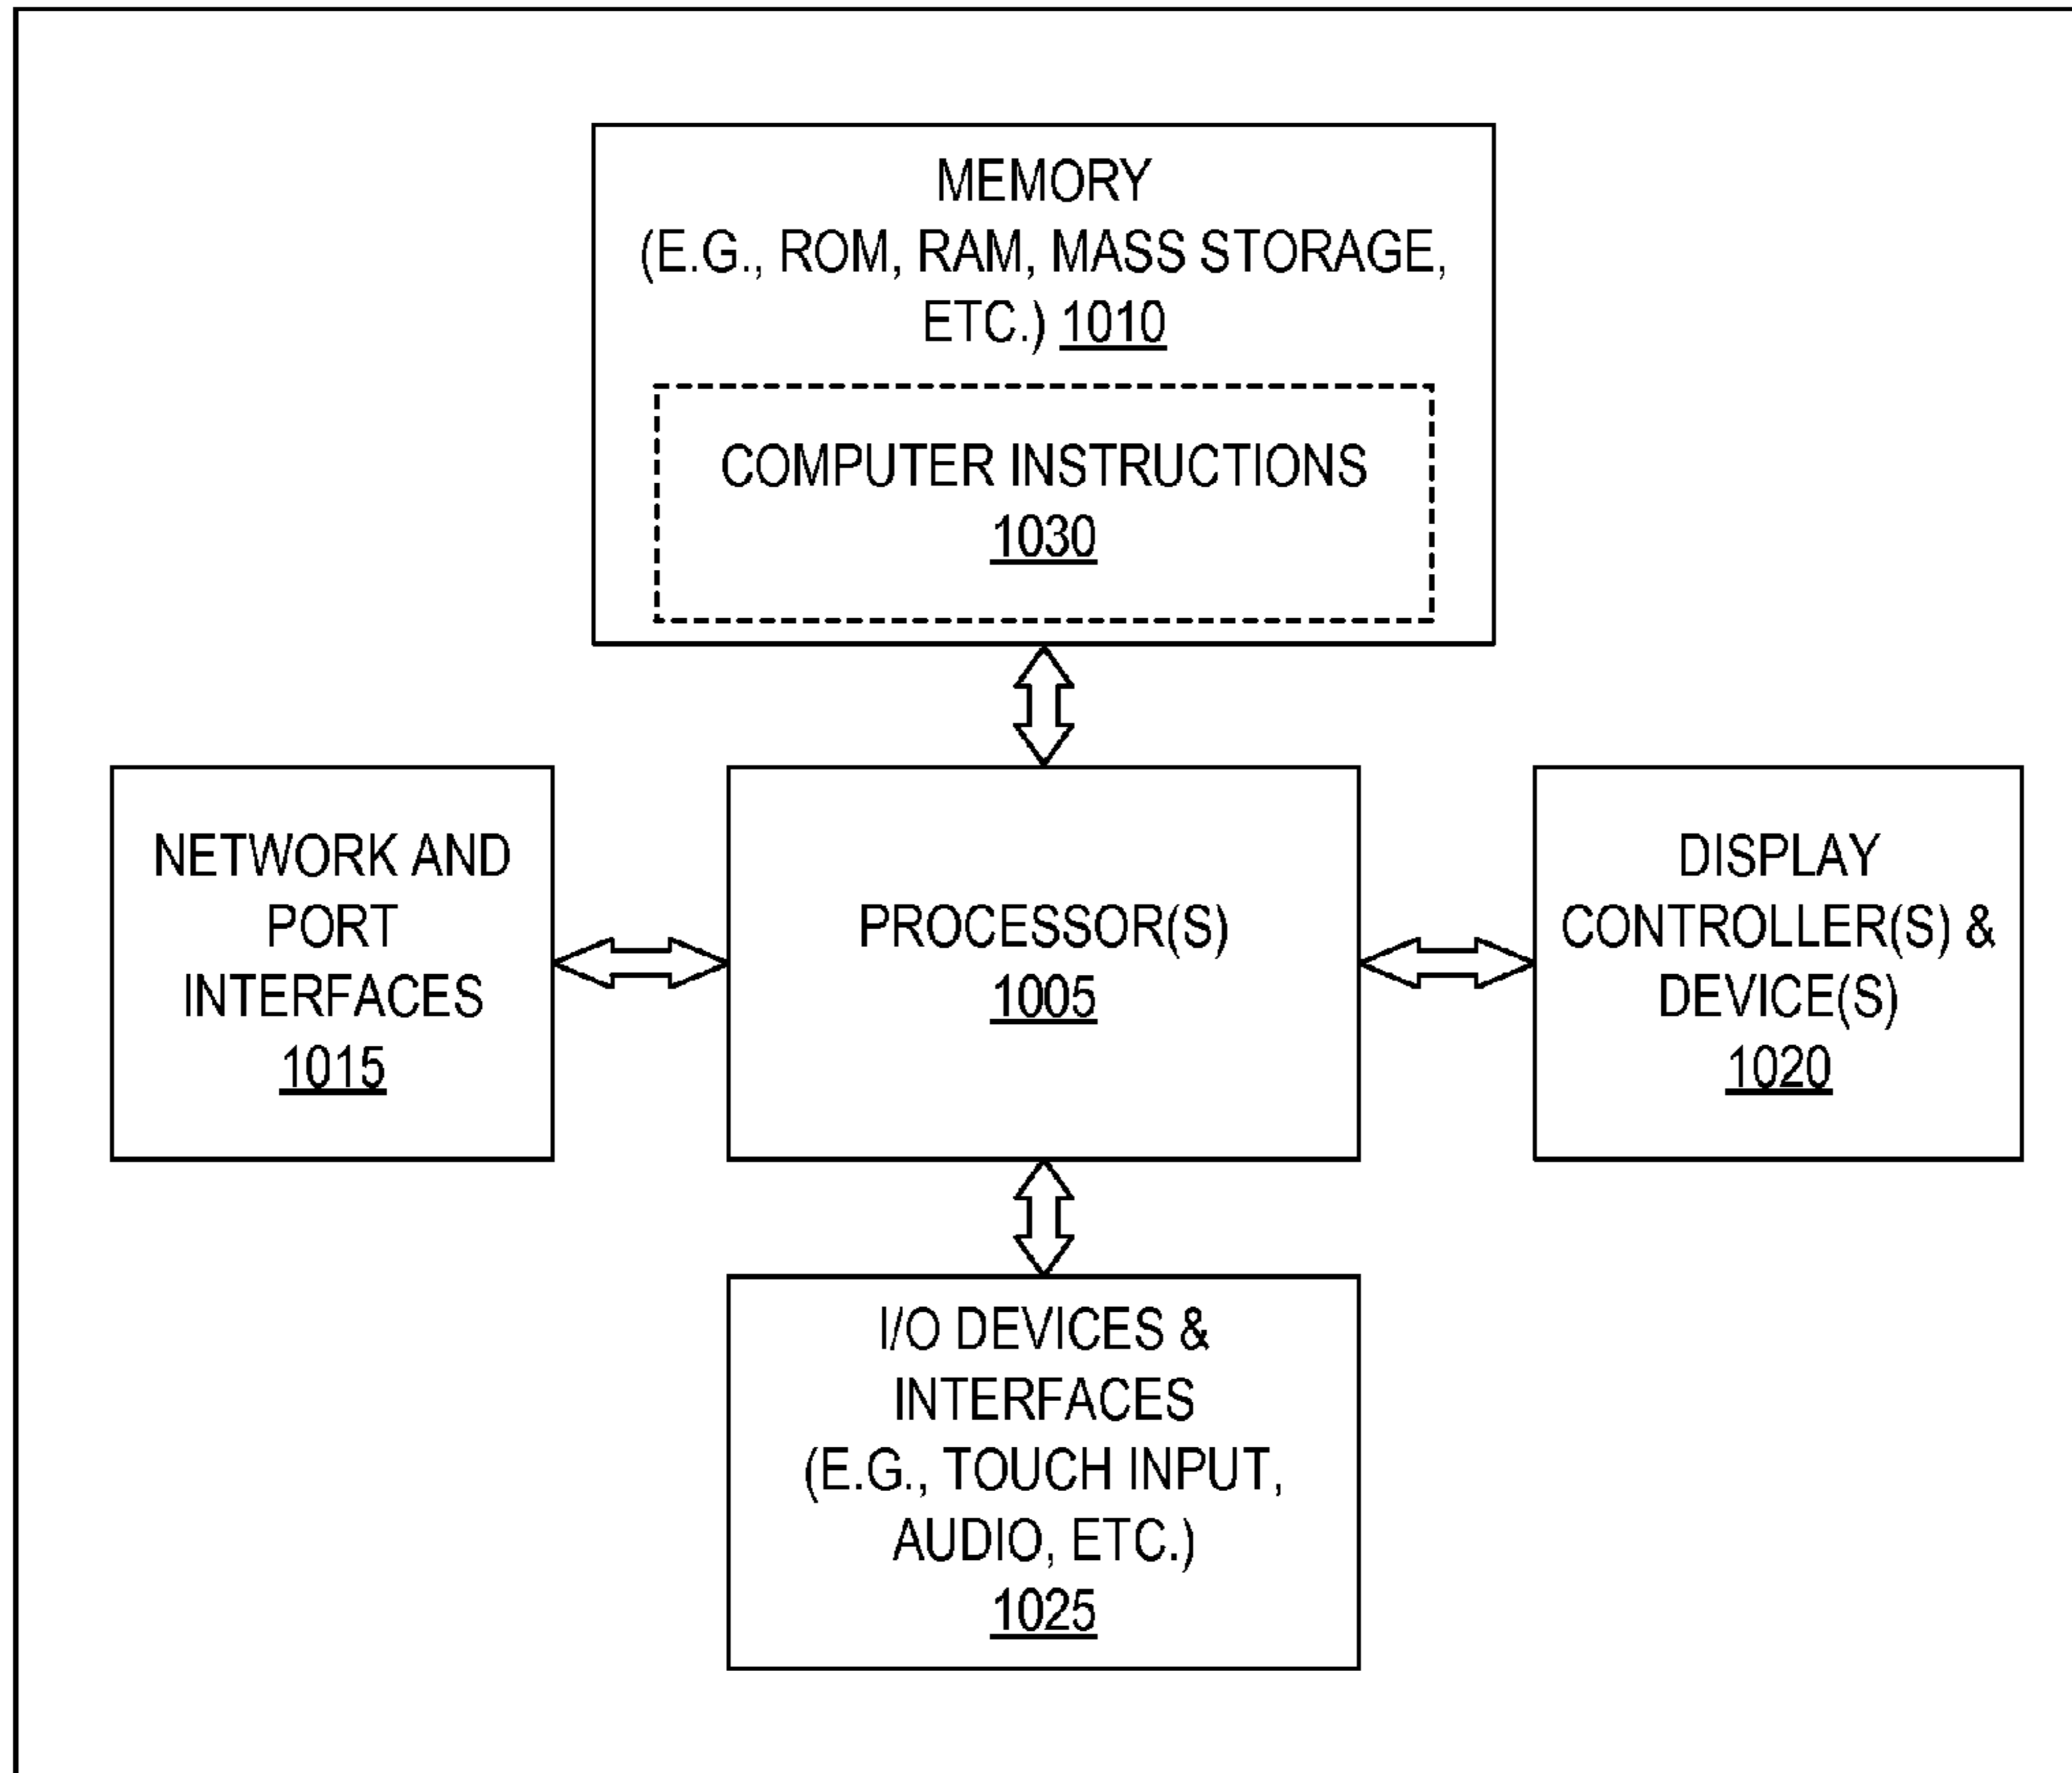 MEMORY
(E.G., ROM, RAM, MASS STORAGE,
ETC.) 1010
COMPUTER INSTRUCTIONS
1030
NETWORK AND
PORT
INTERFACES
1015
PROCESSOR(S)
1005
DISPLAY
CONTROLLER(S) &
DEVICE(S)
1020
I/O DEVICES &
INTERFACES
(E.G., TOUCH INPUT,
AUDIO, ETC.)
1025